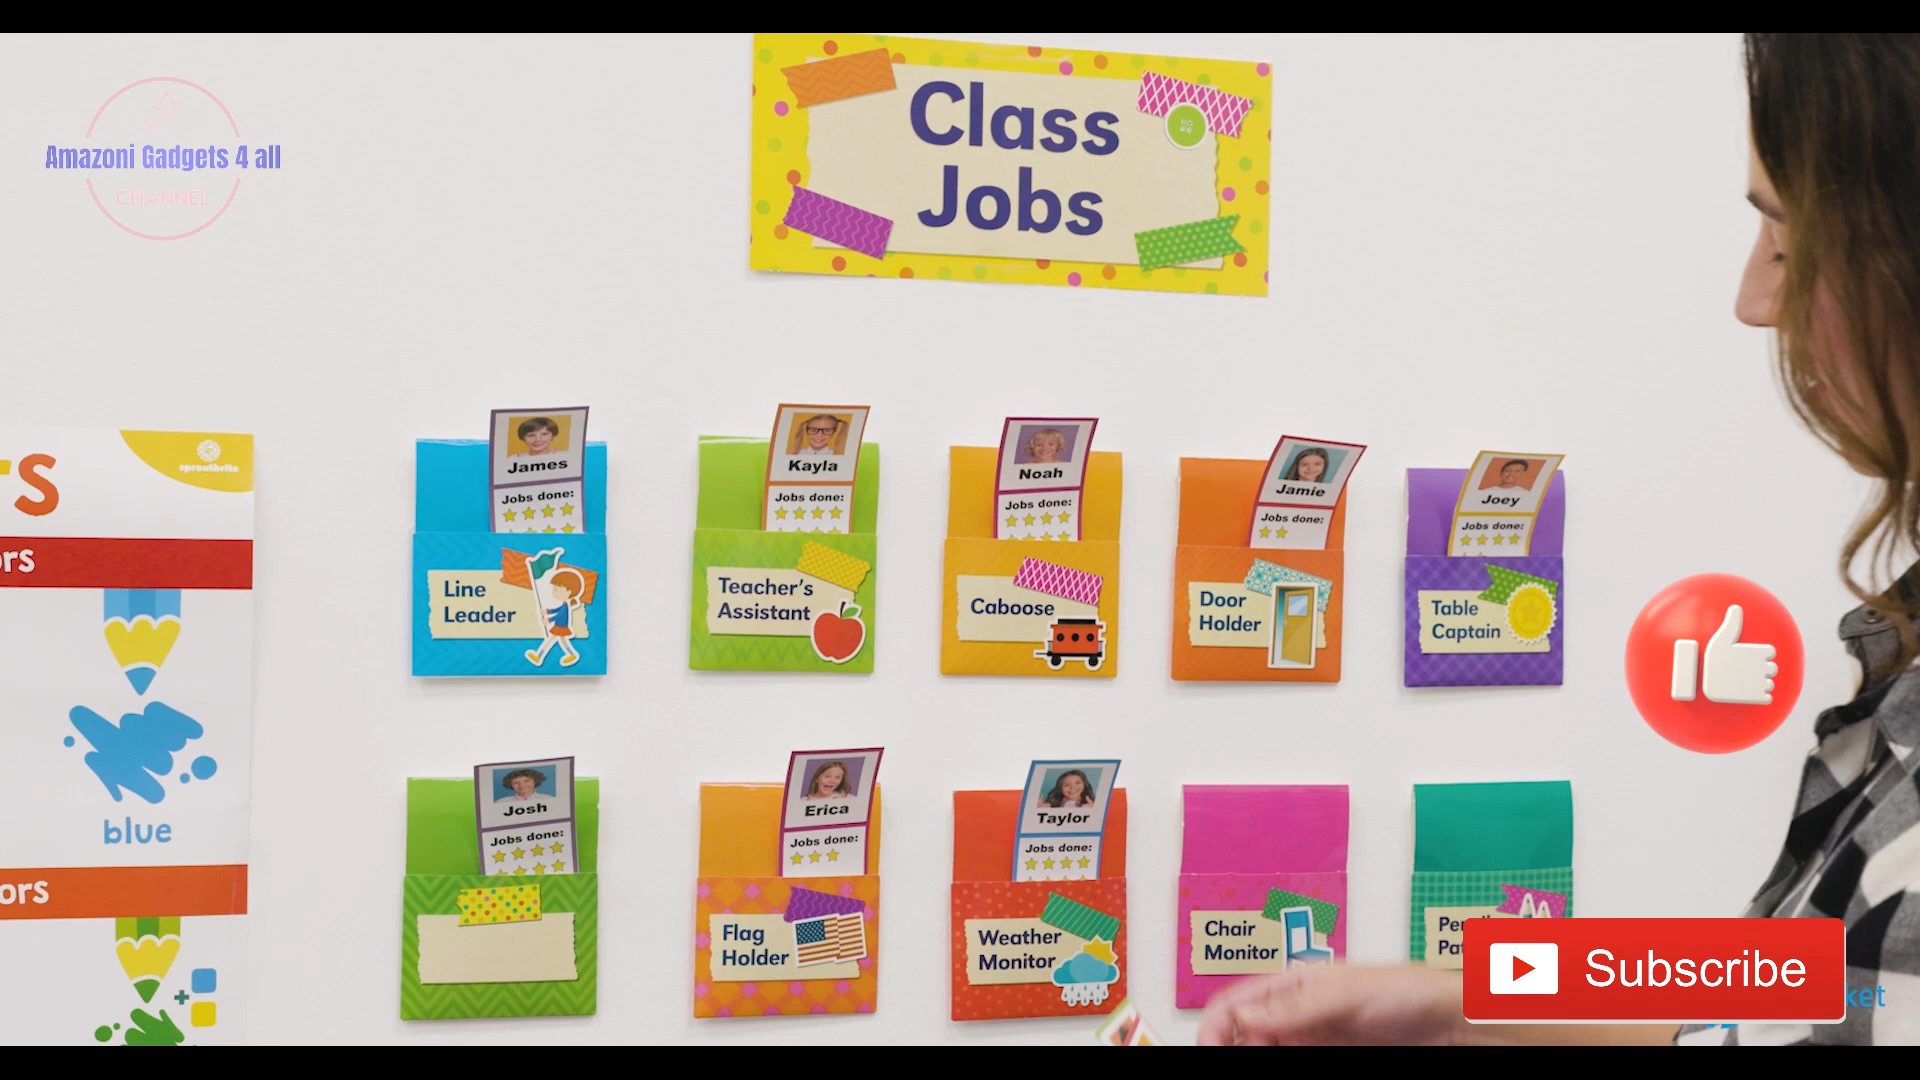 Class
Jobs
Amazoni Gadgets 4 all
CHANNEL
sproutbrite
James
Jobs done:
Kayla
Jobs done:
Noah
Jobs done:
Jamie
Jobs done:
Joey
Jobs done:
Line
Leader
Teacher's
Assistant
Caboose
Door
Holder
Table
Captain
blue
Josh
Jobs done:
Erica
Jobs done:
Taylor
Jobs done:
Flag
Holder
Weather
Monitor
Chair
Monitor
Subscribe